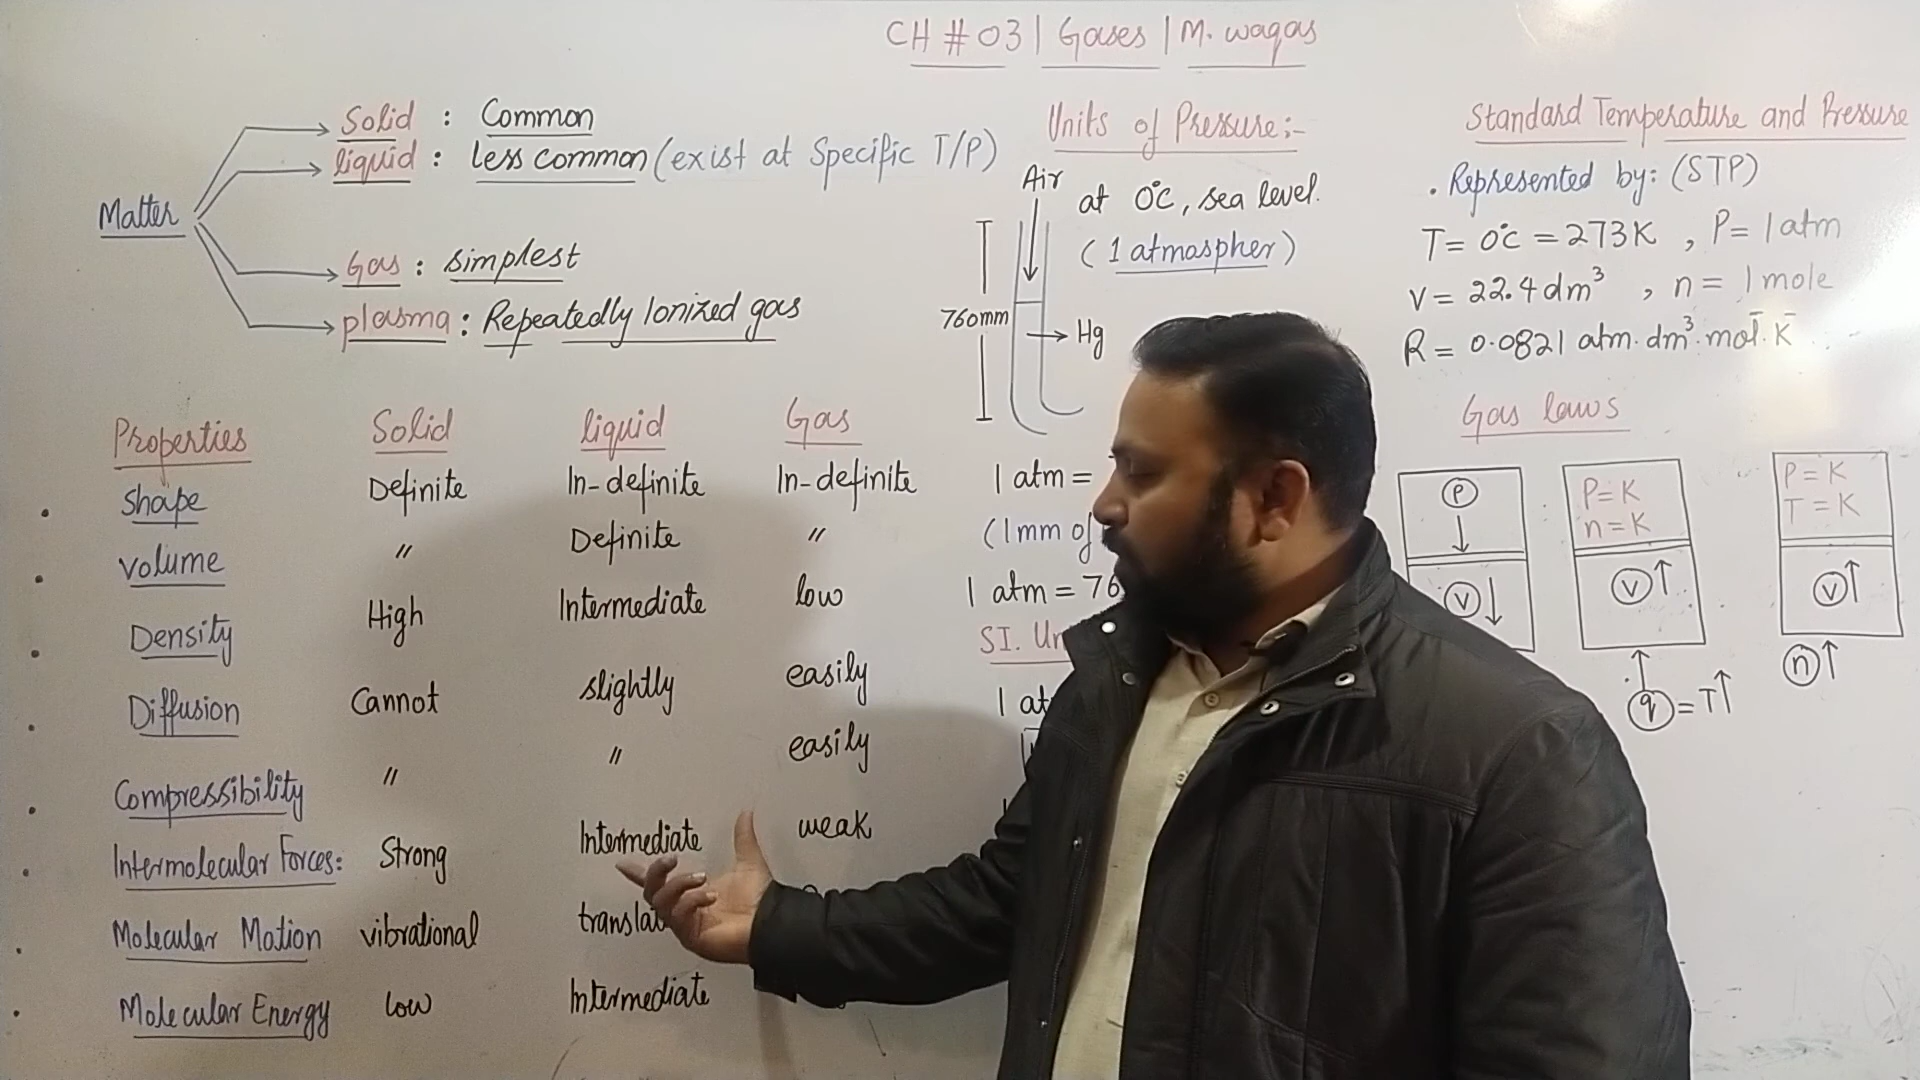 CH # 03 | Gases | M. waqas
Matter
Solid : Common
liquid : less common (exist at Specific T/P)
Gas : simplest
plasma : Repeatedly Ionized gas
Properties Solid liquid Gas
Shape Definite In-definite In-definite
volume " Definite "
Density High Intermediate low
Diffusion Cannot slightly easily
Compressibility " " easily
Intermolecular Forces: Strong Intermediate weak
Molecular Motion vibrational translat
Molecular Energy low Intermediate
Units of Pressure:-
Air
at 0°C, sea level.
(1 atmospher)
760mm
Hg
1 atm =
(1mm of
1 atm = 76
SI. Un
1 at
Standard Temperature and Pressure
. Represented by: (STP)
T= 0°C = 273K , P= 1 atm
V= 22.4 dm³ , n= 1 mole
R= 0.0821 atm.dm³.mol⁻.K⁻
Gas laws
P ↓
V ↓
P=K
n=K
V ↑
q = T↑
P=K
T=K
V ↑
n ↑